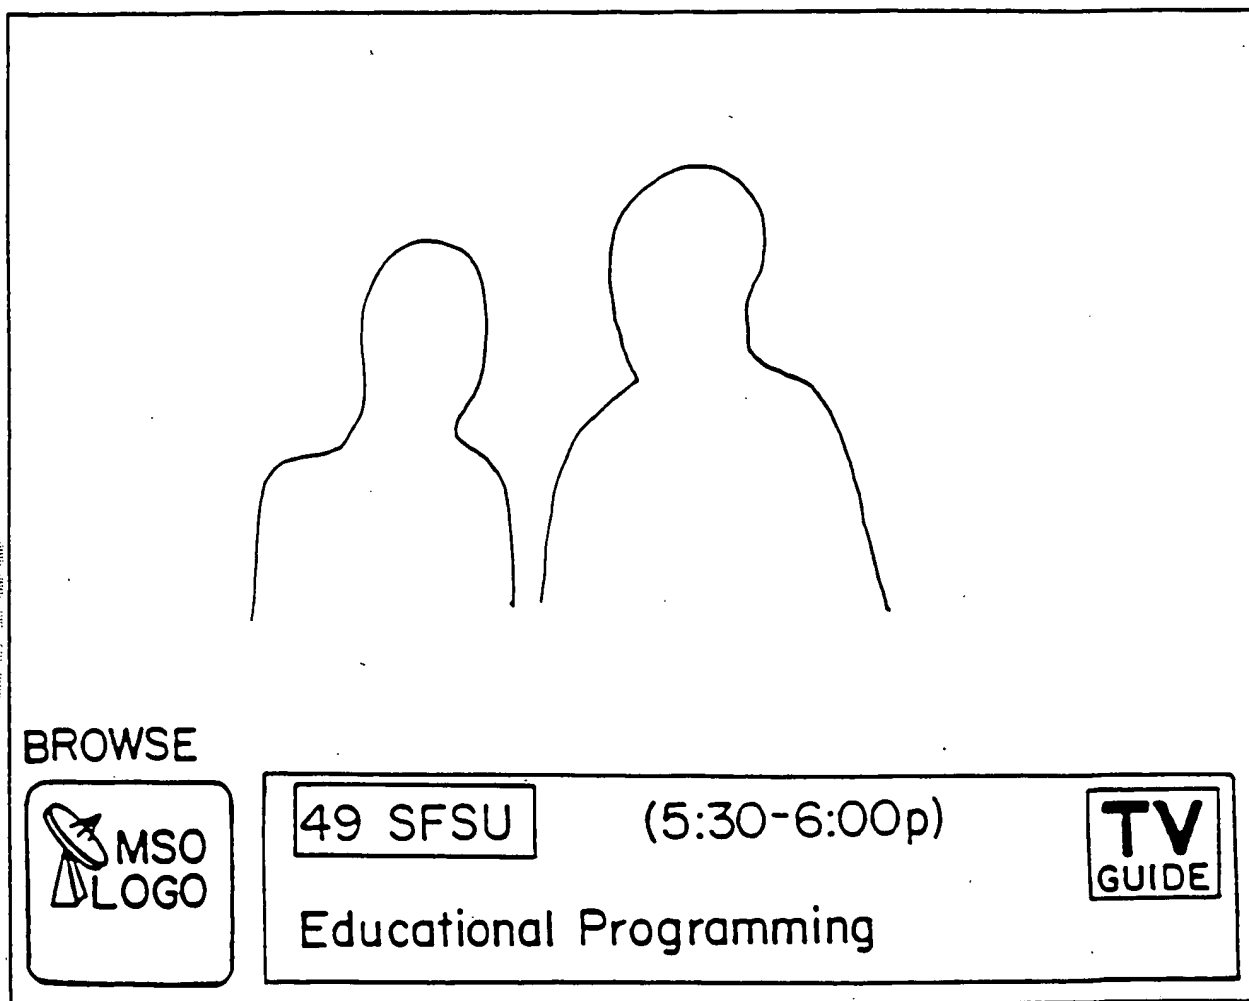 BROWSE
MSO
LOGO
49 SFSU (5:30-6:00p)
Educational Programming
TV
GUIDE